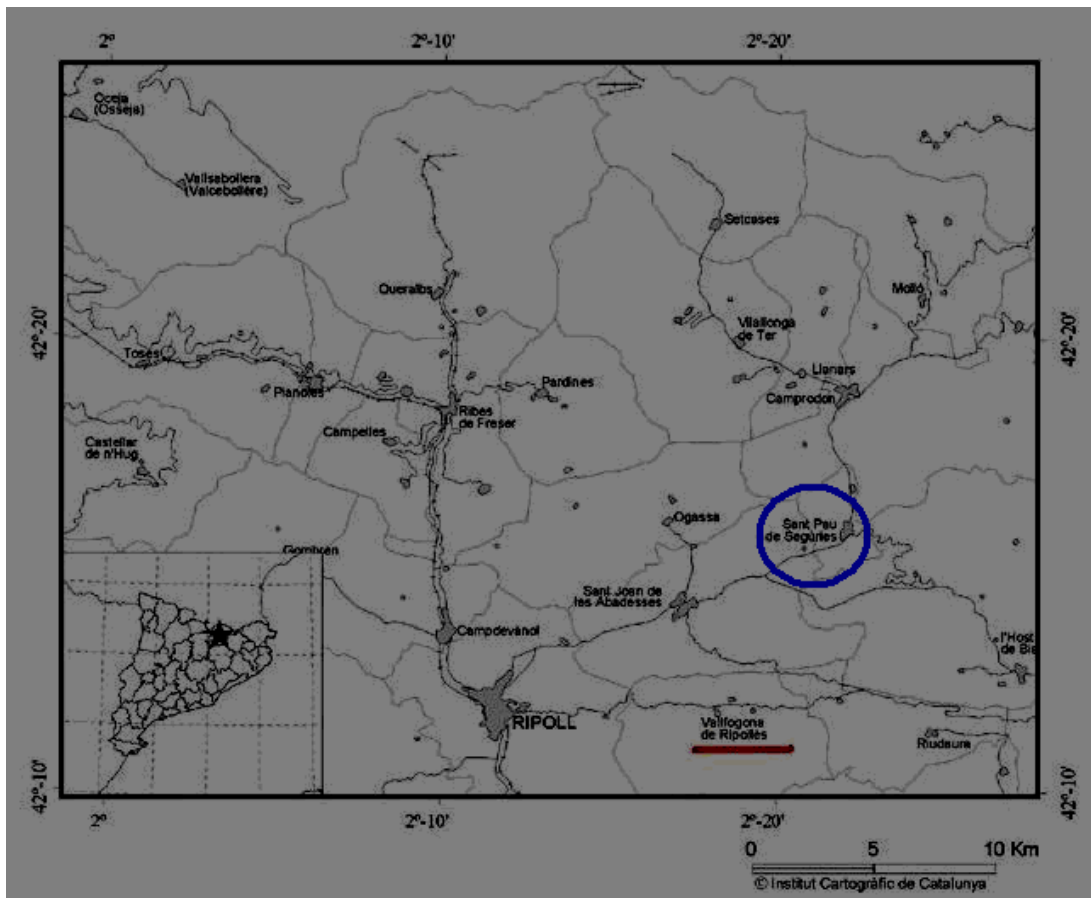 2º
2º-10'
2º-20'
Oceja
(Osseja)
Vallsabollera
(Valcebollère)
Setcases
Queralbs
Molló
42º-20'
42º-20'
Vilallonga
de Ter
Toses
Planoles
Pardines
Llanars
Camprodon
Ribes
de Freser
Campelles
Castellar
de n'Hug
Ogassa
Sant Pau
de Segúries
Gombren
Sant Joan de
les Abadesses
Campdevànol
l'Host
de Bia
RIPOLL
Vallfogona
de Ripollès
Riudaura
42º-10'
42º-10'
2º
2º-10'
2º-20'
0 5 10 Km
© Institut Cartogràfic de Catalunya